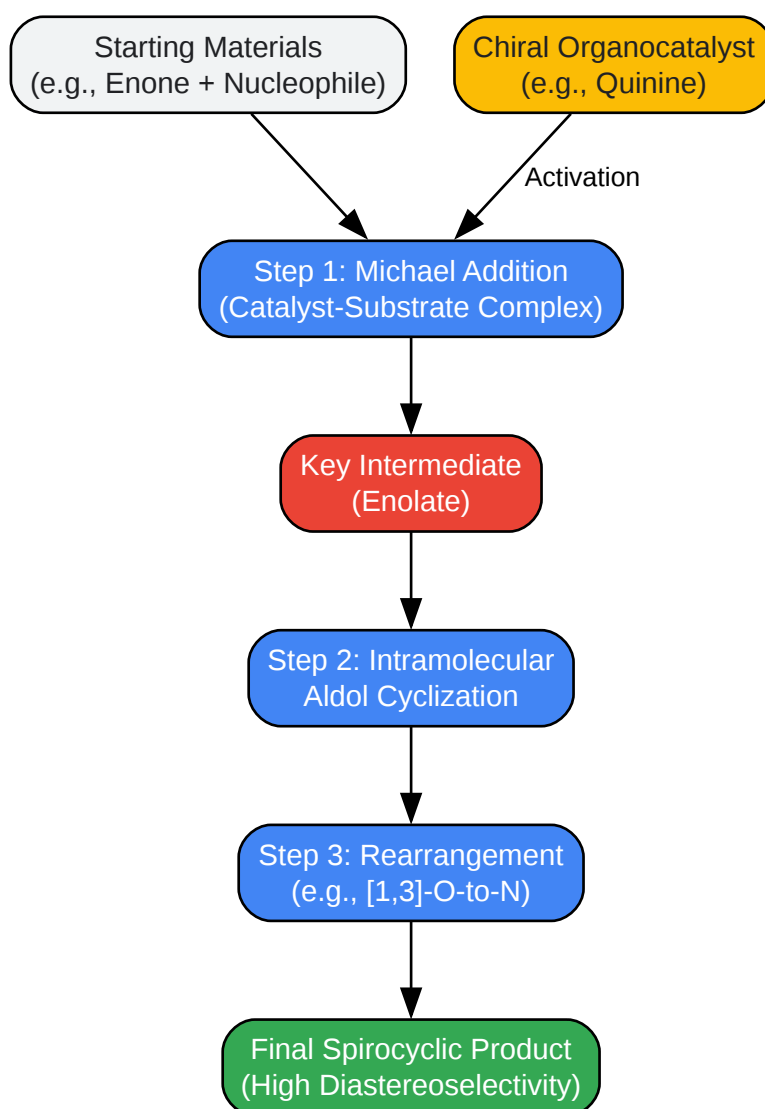 Starting Materials
(e.g., Enone + Nucleophile)
Chiral Organocatalyst
(e.g., Quinine)
Activation
Step 1: Michael Addition
(Catalyst-Substrate Complex)
Key Intermediate
(Enolate)
Step 2: Intramolecular
Aldol Cyclization
Step 3: Rearrangement
(e.g., [1,3]-O-to-N)
Final Spirocyclic Product
(High Diastereoselectivity)